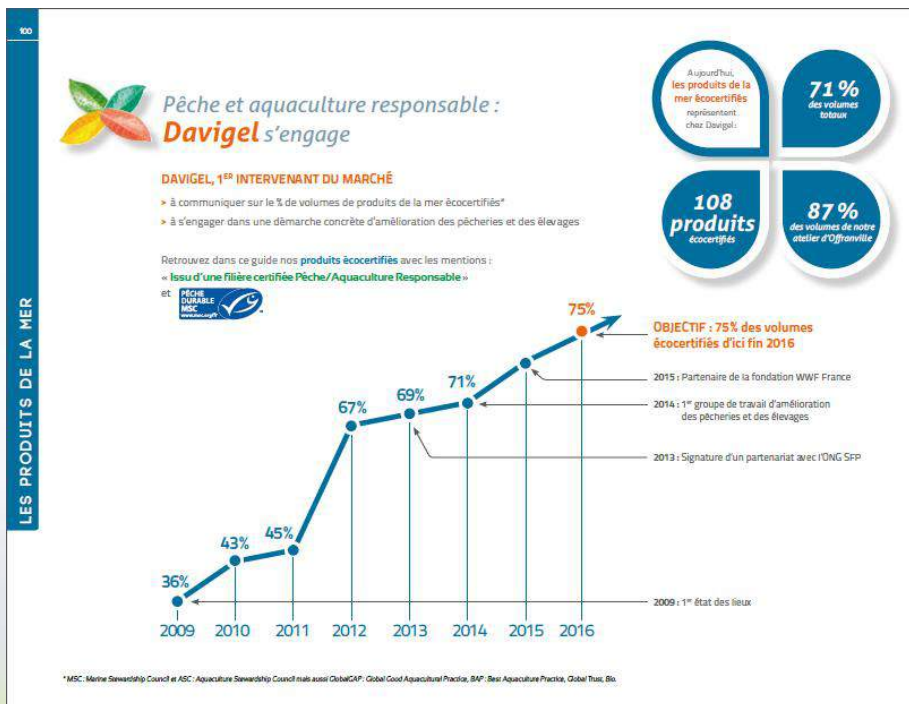 100
LES PRODUITS DE LA MER
Pêche et aquaculture responsable :
Davigel s'engage
DAVIGEL, 1ER INTERVENANT DU MARCHÉ
> à communiquer sur le % de volumes de produits de la mer écocertifiés*
> à s'engager dans une démarche concrète d'amélioration des pêcheries et des élevages
Retrouvez dans ce guide nos produits écocertifiés avec les mentions :
« Issu d'une filière certifiée Pêche/Aquaculture Responsable »
et
PÊCHE
DURABLE
MSC
www.msc.org/fr
Aujourd'hui,
les produits de la
mer écocertifiés
représentent
chez Davigel :
71 %
des volumes
totaux
108
produits
écocertifiés
87 %
des volumes de notre
atelier d'Offranville
75%
OBJECTIF : 75% des volumes
écocertifiés d'ici fin 2016
2015 : Partenaire de la fondation WWF France
71%
69%
67%
2014 : 1er groupe de travail d'amélioration
des pêcheries et des élevages
2013 : Signature d'un partenariat avec l'ONG SFP
45%
43%
36%
2009 : 1er état des lieux
2009 2010 2011 2012 2013 2014 2015 2016
* MSC : Marine Stewardship Council et ASC : Aquaculture Stewardship Council mais aussi GlobalGAP : Global Good Aquacultural Practice, BAP : Best Aquaculture Practice, Global Trust, Bio.